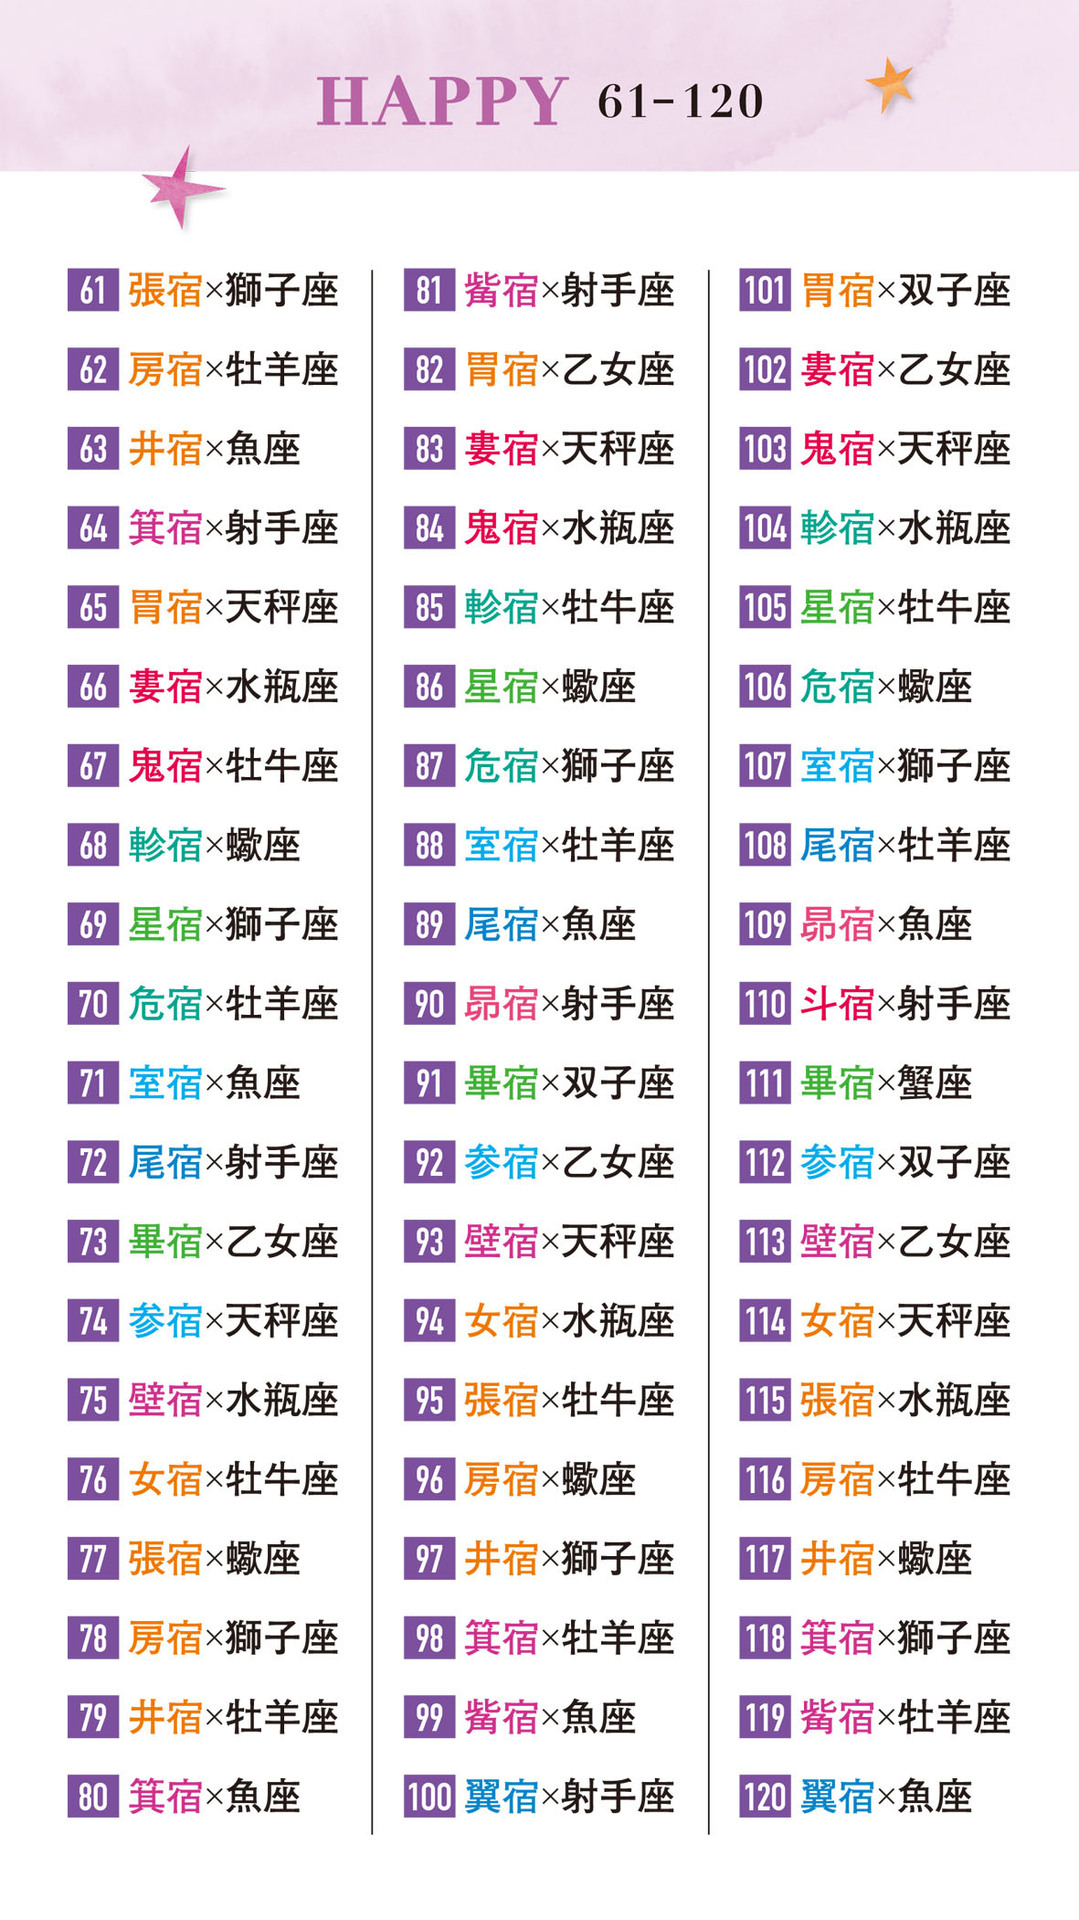 HAPPY 61-120
61 張宿×獅子座
62 房宿×牡羊座
63 井宿×魚座
64 箕宿×射手座
65 胃宿×天秤座
66 婁宿×水瓶座
67 鬼宿×牡牛座
68 軫宿×蠍座
69 星宿×獅子座
70 危宿×牡羊座
71 室宿×魚座
72 尾宿×射手座
73 畢宿×乙女座
74 参宿×天秤座
75 壁宿×水瓶座
76 女宿×牡牛座
77 張宿×蠍座
78 房宿×獅子座
79 井宿×牡羊座
80 箕宿×魚座
81 觜宿×射手座
82 胃宿×乙女座
83 婁宿×天秤座
84 鬼宿×水瓶座
85 軫宿×牡牛座
86 星宿×蠍座
87 危宿×獅子座
88 室宿×牡羊座
89 尾宿×魚座
90 昴宿×射手座
91 畢宿×双子座
92 参宿×乙女座
93 壁宿×天秤座
94 女宿×水瓶座
95 張宿×牡牛座
96 房宿×蠍座
97 井宿×獅子座
98 箕宿×牡羊座
99 觜宿×魚座
100 翼宿×射手座
101 胃宿×双子座
102 婁宿×乙女座
103 鬼宿×天秤座
104 軫宿×水瓶座
105 星宿×牡牛座
106 危宿×蠍座
107 室宿×獅子座
108 尾宿×牡羊座
109 昴宿×魚座
110 斗宿×射手座
111 畢宿×蟹座
112 参宿×双子座
113 壁宿×乙女座
114 女宿×天秤座
115 張宿×水瓶座
116 房宿×牡牛座
117 井宿×蠍座
118 箕宿×獅子座
119 觜宿×牡羊座
120 翼宿×魚座